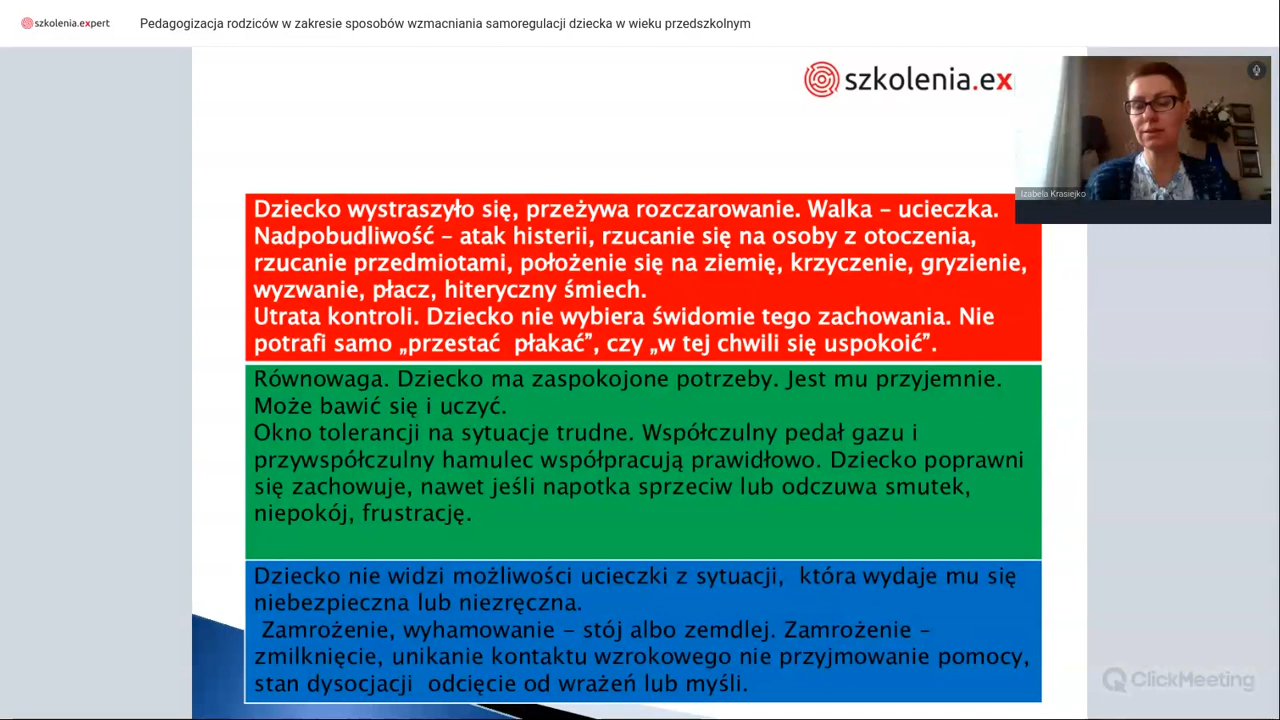 szkolenia.expert
Pedagogizacja rodziców w zakresie sposobów wzmacniania samoregulacji dziecka w wieku przedszkolnym
szkolenia.ex
Izabela Krasiejko
Dziecko wystraszyło się, przeżywa rozczarowanie. Walka – ucieczka.
Nadpobudliwość – atak histerii, rzucanie się na osoby z otoczenia,
rzucanie przedmiotami, położenie się na ziemię, krzyczenie, gryzienie,
wyzwanie, płacz, hiteryczny śmiech.
Utrata kontroli. Dziecko nie wybiera świdomie tego zachowania. Nie
potrafi samo „przestać płakać”, czy „w tej chwili się uspokoić”.
Równowaga. Dziecko ma zaspokojone potrzeby. Jest mu przyjemnie.
Może bawić się i uczyć.
Okno tolerancji na sytuacje trudne. Współczulny pedał gazu i
przywspółczulny hamulec współpracują prawidłowo. Dziecko poprawni
się zachowuje, nawet jeśli napotka sprzeciw lub odczuwa smutek,
niepokój, frustrację.
Dziecko nie widzi możliwości ucieczki z sytuacji, która wydaje mu się
niebezpieczna lub niezręczna.
Zamrożenie, wyhamowanie – stój albo zemdlej. Zamrożenie –
zmilknięcie, unikanie kontaktu wzrokowego nie przyjmowanie pomocy,
stan dysocjacji odcięcie od wrażeń lub myśli.
ClickMeeting